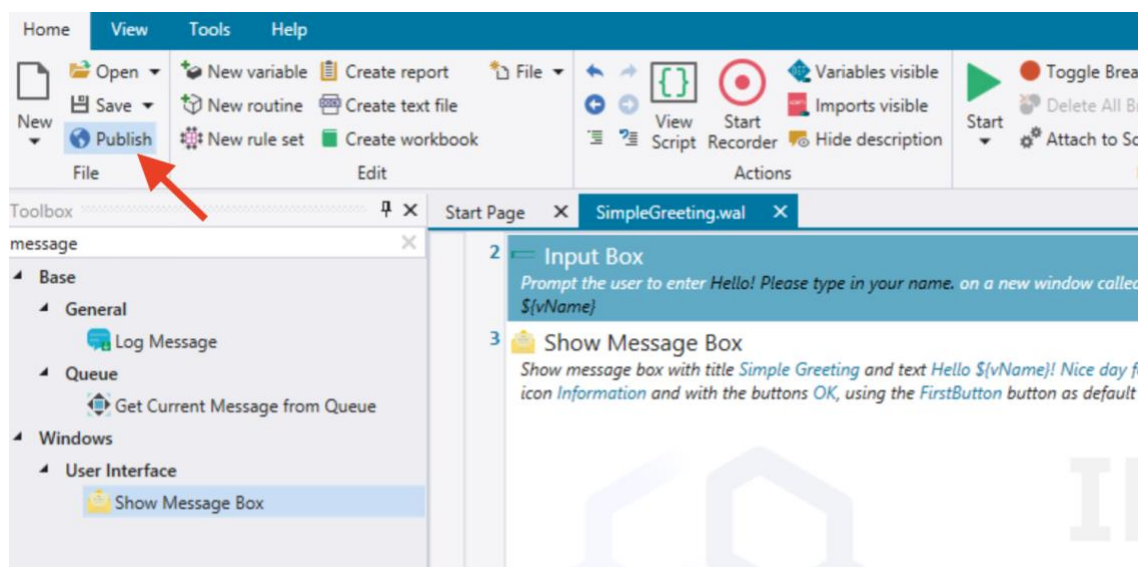 Home View Tools Help
Open New variable Create report File Variables visible Toggle Brea
New Save New routine Create text file View Script Start Recorder Imports visible Start Delete All B
Publish New rule set Create workbook Hide description Attach to Sc
File Edit Actions
Toolbox Start Page SimpleGreeting.wal
message
Base
General
Log Message
Queue
Get Current Message from Queue
Windows
User Interface
Show Message Box
2 Input Box
Prompt the user to enter Hello! Please type in your name. on a new window called
${vName}
3 Show Message Box
Show message box with title Simple Greeting and text Hello ${vName}! Nice day f
icon Information and with the buttons OK, using the FirstButton button as default